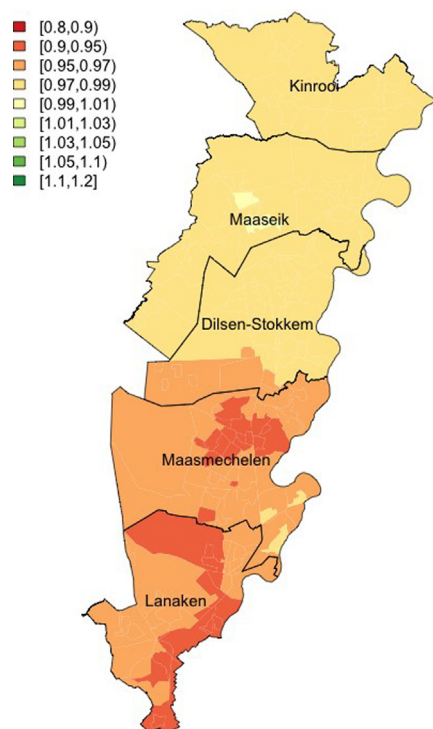 [0.8,0.9)
[0.9,0.95)
[0.95,0.97)
[0.97,0.99)
[0.99,1.01)
[1.01,1.03)
[1.03,1.05)
[1.05,1.1)
[1.1,1.2]
Kinrooi
Maaseik
Dilsen-Stokkem
Maasmechelen
Lanaken